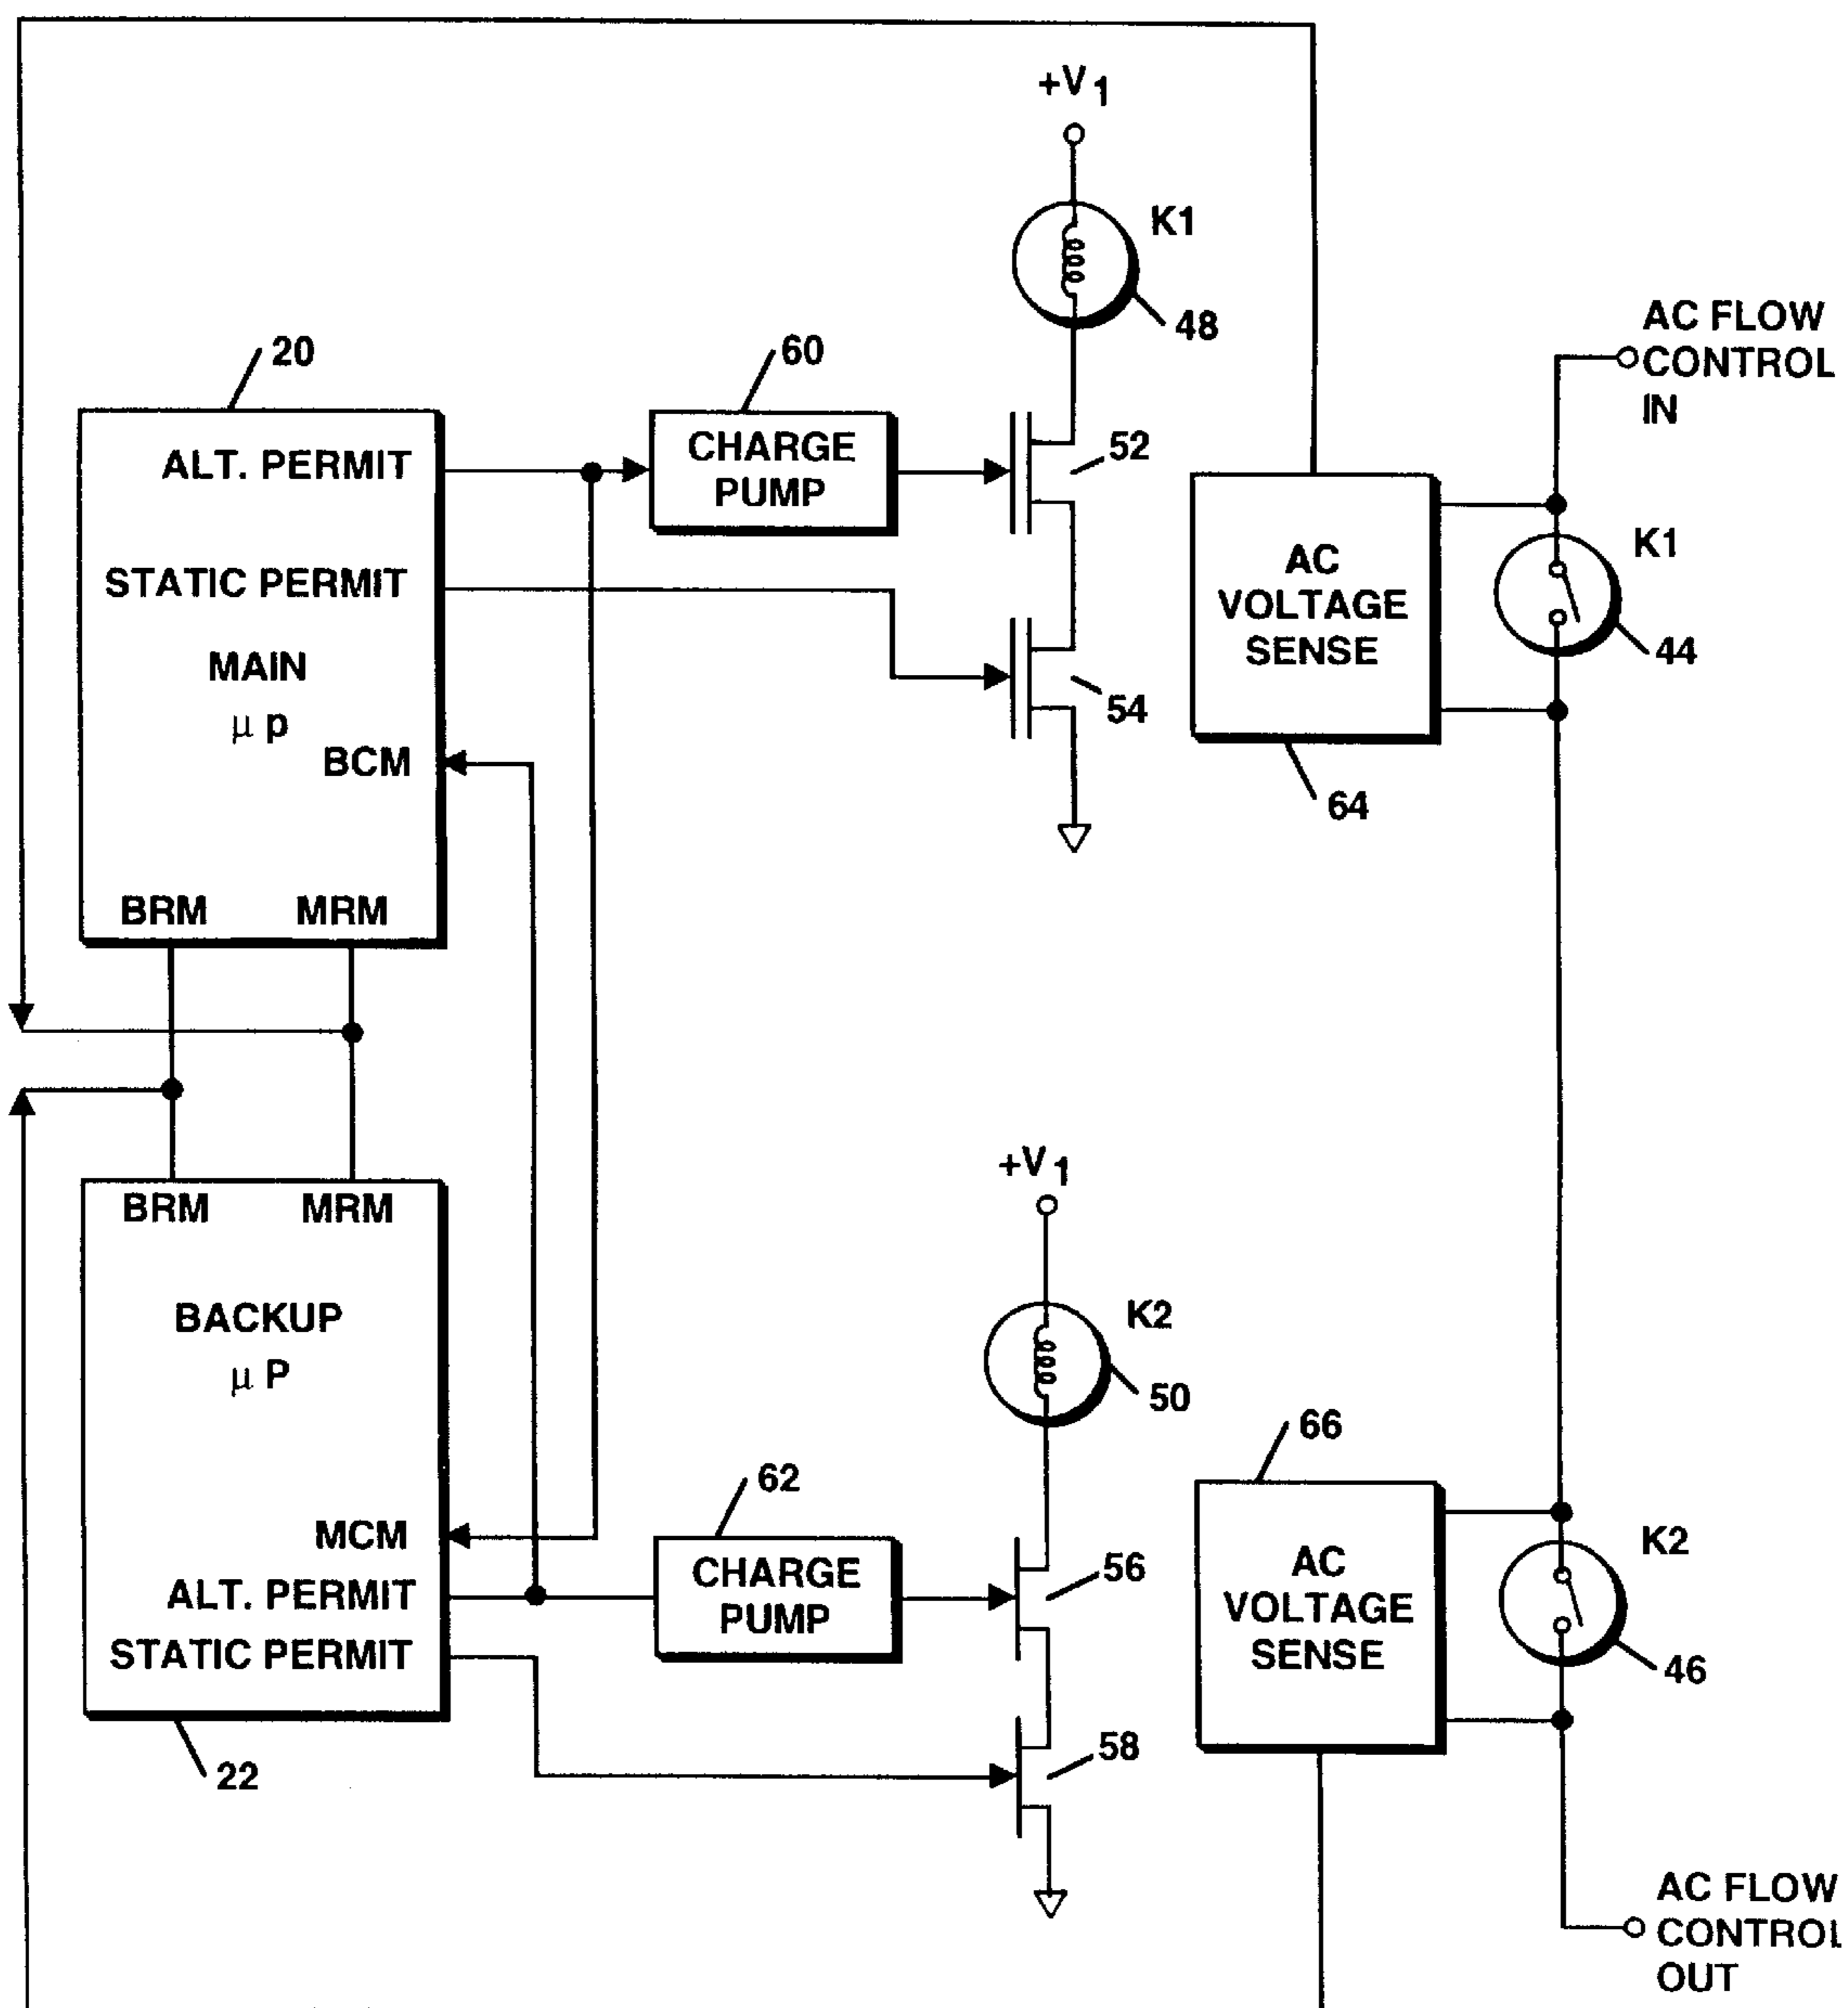 +V1
K1
48
20
60
AC FLOW
CONTROL
IN
ALT. PERMIT
CHARGE
PUMP
52
K1
AC
VOLTAGE
SENSE
STATIC PERMIT
44
MAIN
μ p
54
BCM
64
BRM MRM
+V1
BRM MRM
BACKUP
μ P
K2
50
66
62
MCM
CHARGE
PUMP
56
AC
VOLTAGE
SENSE
K2
ALT. PERMIT
STATIC PERMIT
46
22
58
AC FLOW
CONTROL
OUT